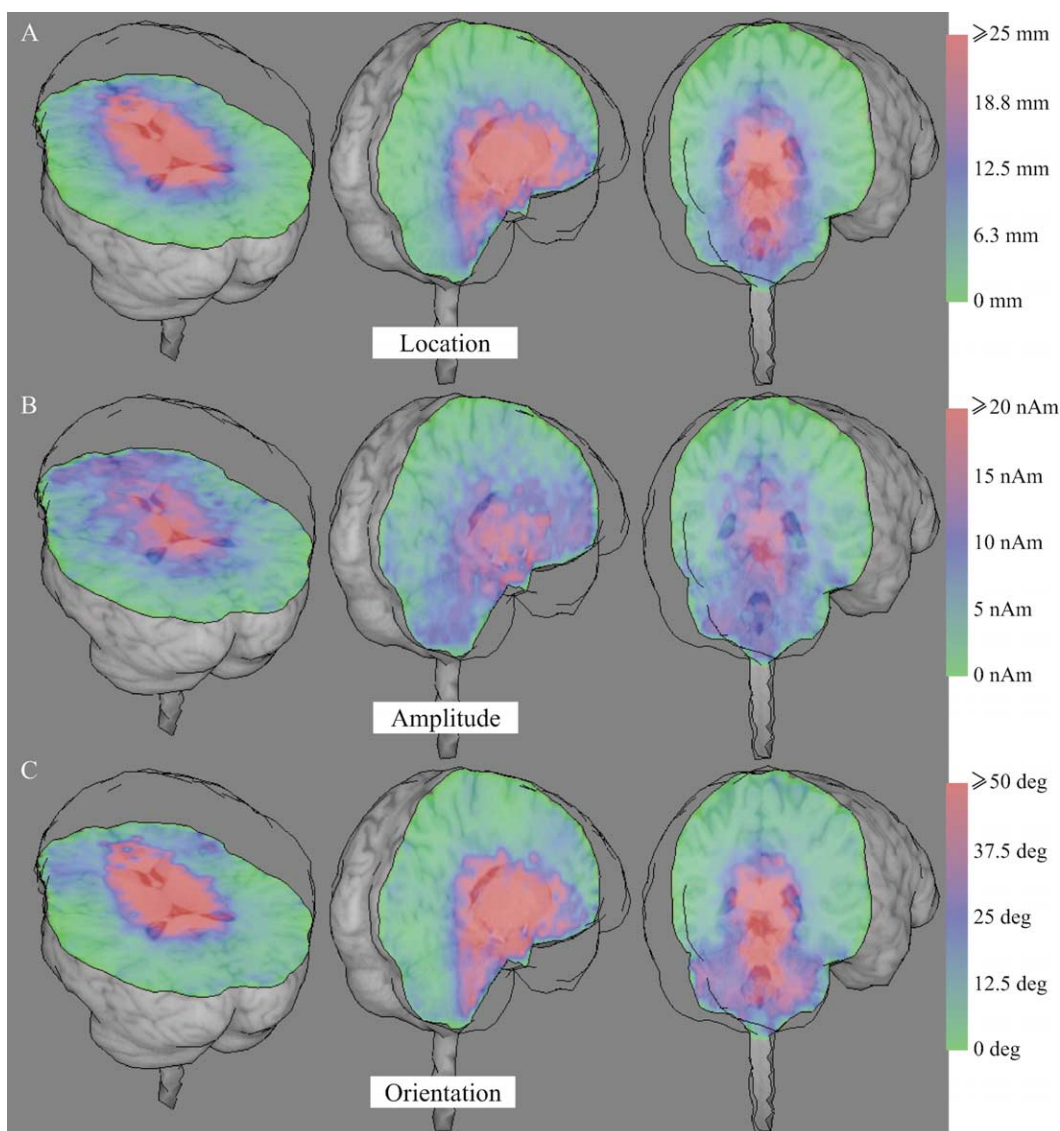 A
⩾25 mm
18.8 mm
12.5 mm
6.3 mm
0 mm
Location
B
⩾20 nAm
15 nAm
10 nAm
5 nAm
0 nAm
Amplitude
C
⩾50 deg
37.5 deg
25 deg
12.5 deg
0 deg
Orientation